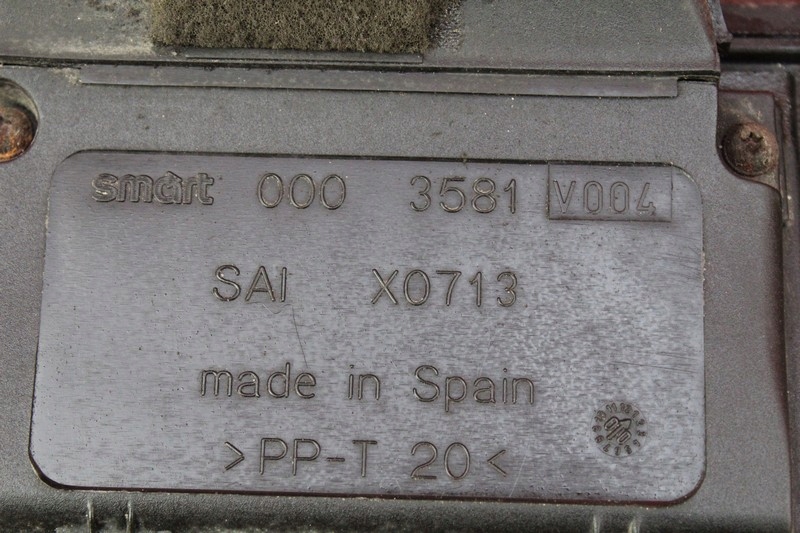 smart 000 3581 V004
SAI X0713
made in Spain
>PP-T 20<